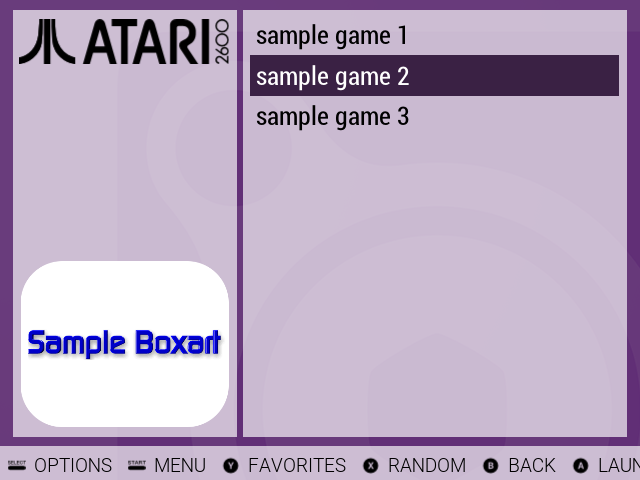 ATARI 2600
sample game 1
sample game 2
sample game 3
Sample Boxart
SELECT OPTIONS START MENU Y FAVORITES X RANDOM B BACK A LAUN